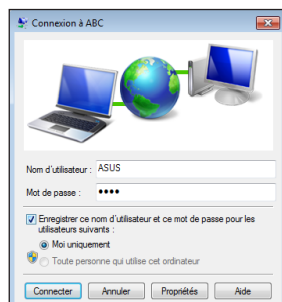 Connexion à ABC
Nom d'utilisateur : ASUS
Mot de passe : ••••
Enregistrer ce nom d'utilisateur et ce mot de passe pour les
utilisateurs suivants :
Moi uniquement
Toute personne qui utilise cet ordinateur
Connecter Annuler Propriétés Aide